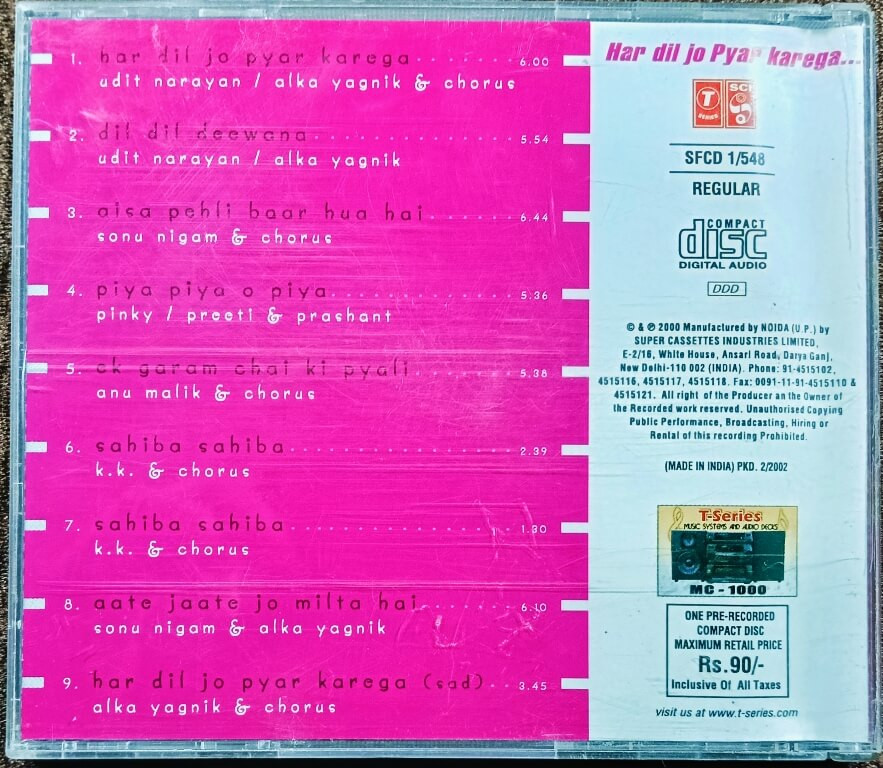 1. har dil jo pyar karega 6.00
udit narayan / alka yagnik & chorus
2. dil dil deewana 5.54
udit narayan / alka yagnik
3. aisa pehli baar hua hai 6.44
sonu nigam & chorus
4. piya piya o piya 5.36
pinky / preeti & prashant
5. ek garam chai ki pyali 5.38
anu malik & chorus
6. sahiba sahiba 2.39
k.k. & chorus
7. sahiba sahiba 1.30
k.k. & chorus
8. aate jaate jo milta hai 6.10
sonu nigam & alka yagnik
9. har dil jo pyar karega (sad) 3.45
alka yagnik & chorus
Har dil jo Pyar karega...
T SERIES
SCI
SFCD 1/548
REGULAR
COMPACT
disc
DIGITAL AUDIO
DDD
© & ℗ 2000 Manufactured by NOIDA (U.P.) by
SUPER CASSETTES INDUSTRIES LIMITED,
E-2/16, White House, Ansari Road, Darya Ganj,
New Delhi-110 002 (INDIA). Phone: 91-4515102,
4515116, 4515117, 4515118. Fax: 0091-11-91-4515110 &
4515121. All right of the Producer an the Owner of
the Recorded work reserved. Unauthorised Copying
Public Performance, Broadcasting, Hiring or
Rental of this recording Prohibited.
(MADE IN INDIA) PKD. 2/2002
T-Series
MUSIC SYSTEMS AND AUDIO DECKS
MC - 1000
ONE PRE-RECORDED
COMPACT DISC
MAXIMUM RETAIL PRICE
Rs.90/-
Inclusive Of All Taxes
visit us at www.t-series.com